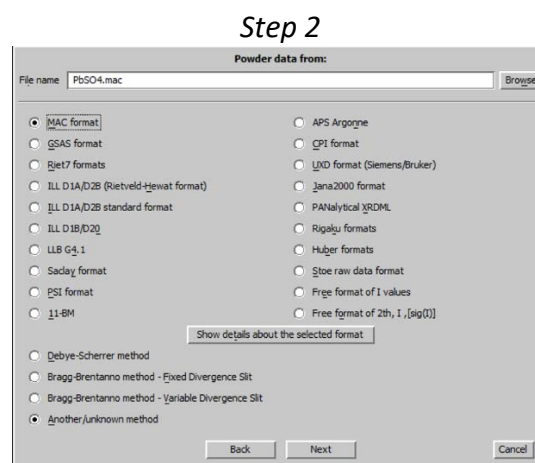 Step 2
Powder data from:
File name PbSO4.mac Browse
MAC format
GSAS format
Riet7 formats
ILL D1A/D2B (Rietveld-Hewat format)
ILL D1A/D2B standard format
ILL D1B/D20
LLB G4.1
Saclay format
PSI format
11-BM
APS Argonne
CPI format
UXD format (Siemens/Bruker)
Jana2000 format
PANalytical XRDML
Rigaku formats
Huber formats
Stoe raw data format
Free format of I values
Free format of 2th, I ,[sig(I)]
Show details about the selected format
Debye-Scherrer method
Bragg-Brentanno method - Fixed Divergence Slit
Bragg-Brentanno method - Variable Divergence Slit
Another/unknown method
Back Next Cancel